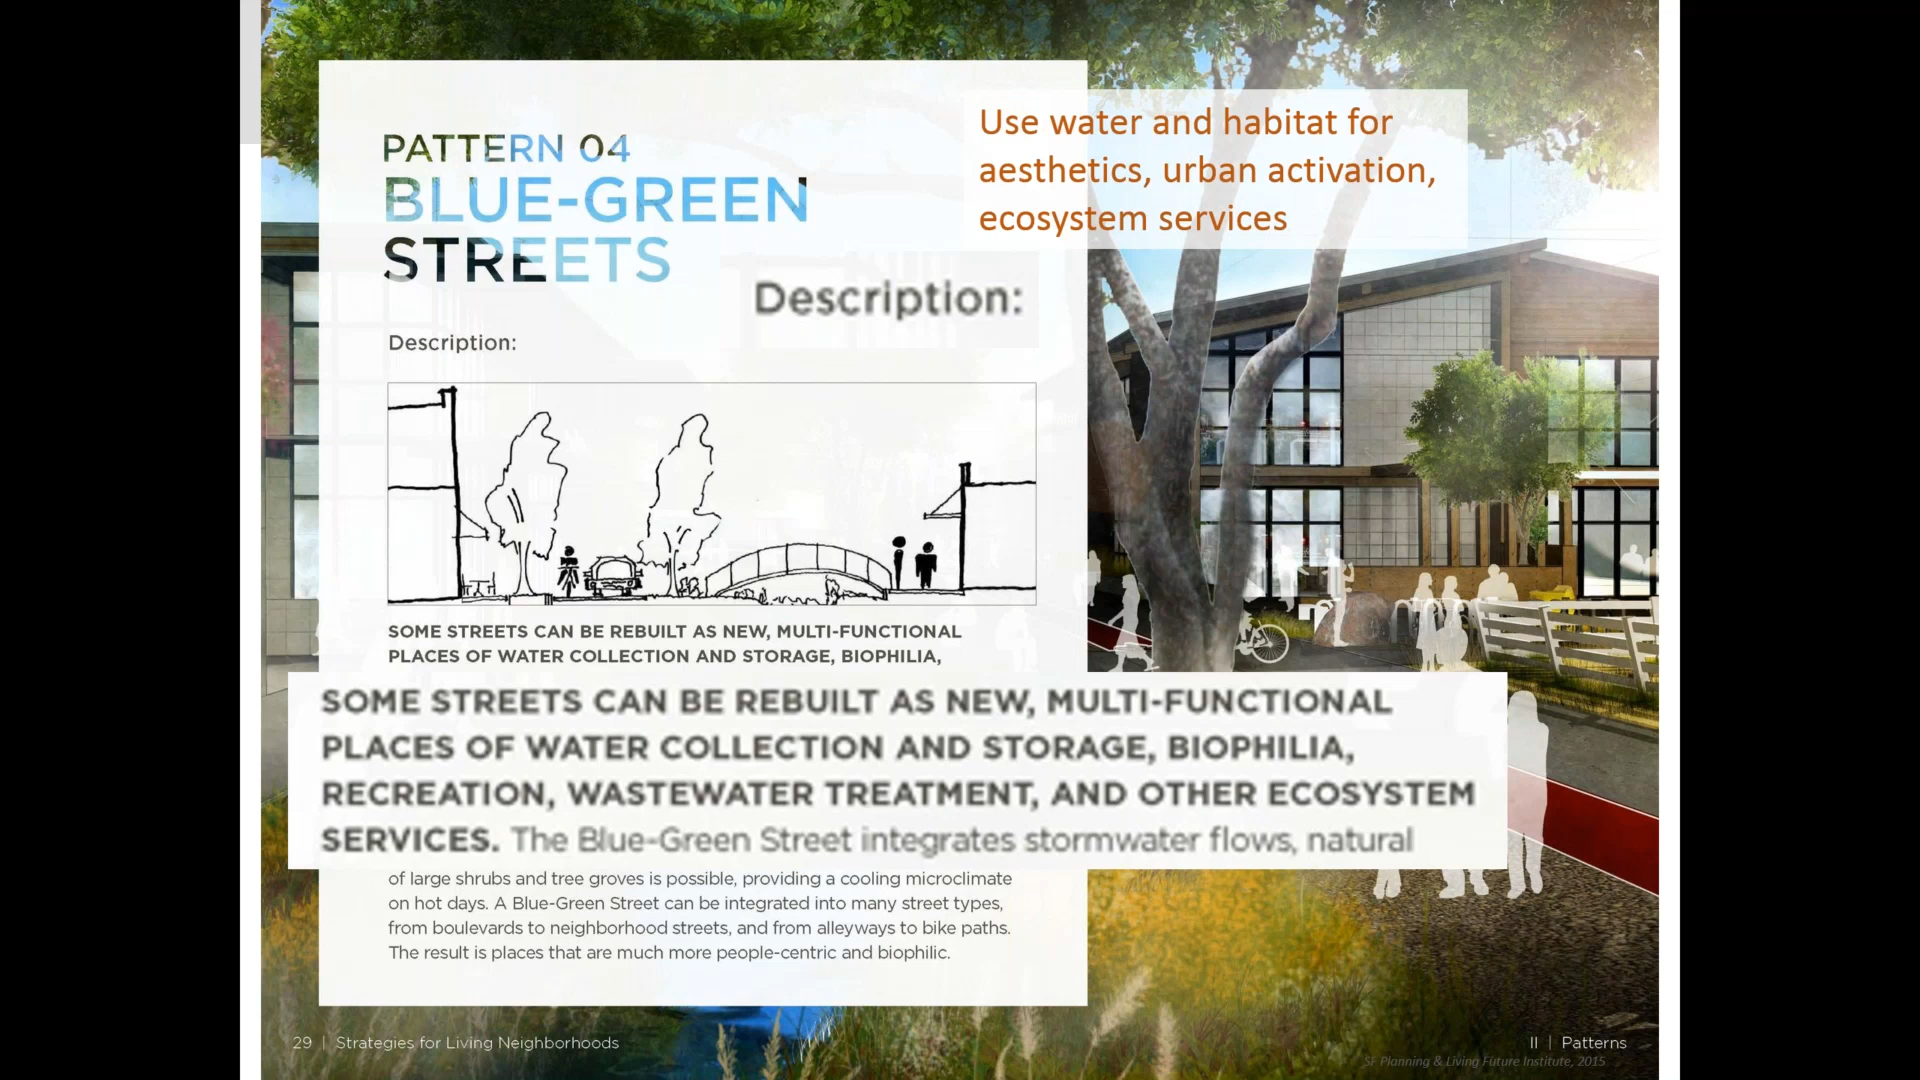 Use water and habitat for
aesthetics, urban activation,
ecosystem services
PATTERN 04
BLUE-GREEN
STREETS
Description:
Description:
SOME STREETS CAN BE REBUILT AS NEW, MULTI-FUNCTIONAL
PLACES OF WATER COLLECTION AND STORAGE, BIOPHILIA,
SOME STREETS CAN BE REBUILT AS NEW, MULTI-FUNCTIONAL
PLACES OF WATER COLLECTION AND STORAGE, BIOPHILIA,
RECREATION, WASTEWATER TREATMENT, AND OTHER ECOSYSTEM
SERVICES. The Blue-Green Street integrates stormwater flows, natural
of large shrubs and tree groves is possible, providing a cooling microclimate
on hot days. A Blue-Green Street can be integrated into many street types,
from boulevards to neighborhood streets, and from alleyways to bike paths.
The result is places that are much more people-centric and biophilic.
29 | Strategies for Living Neighborhoods
II | Patterns
SF Planning & Living Future Institute, 2015